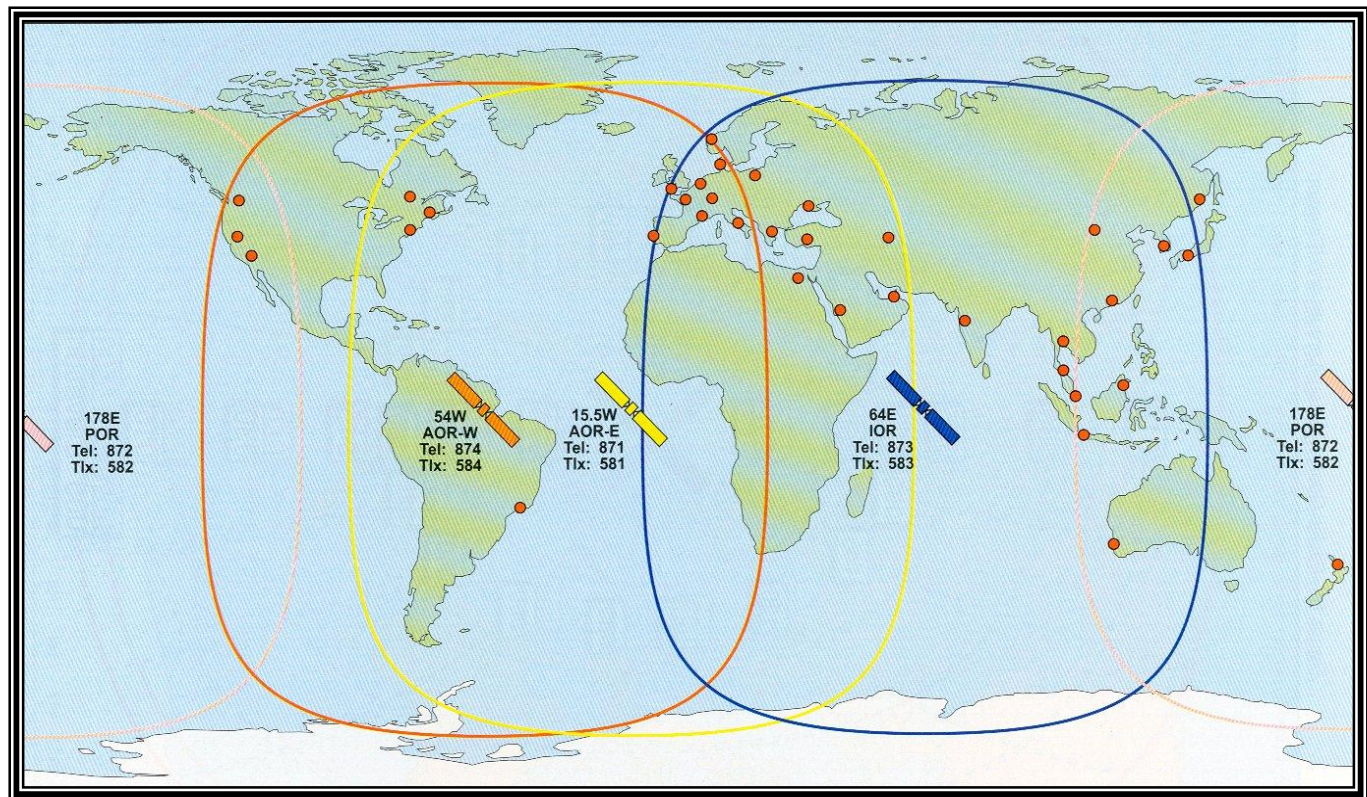 178E
POR
Tel: 872
Tlx: 582
54W
AOR-W
Tel: 874
Tlx: 584
15.5W
AOR-E
Tel: 871
Tlx: 581
64E
IOR
Tel: 873
Tlx: 583
178E
POR
Tel: 872
Tlx: 582